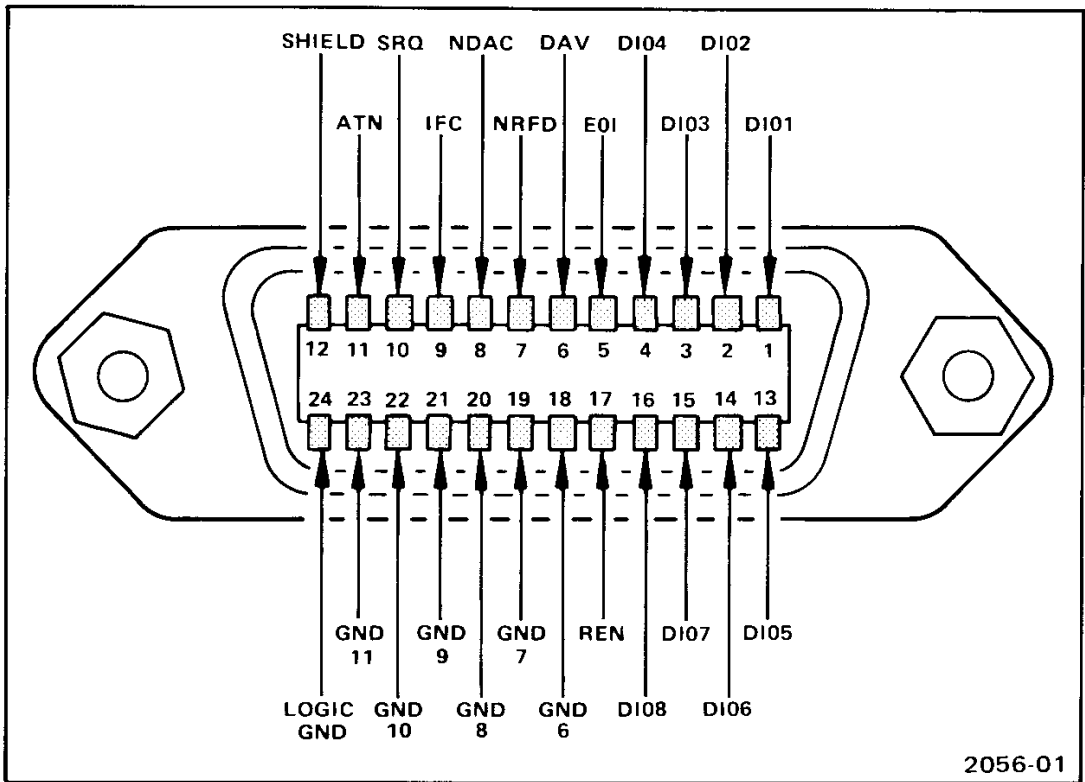 SHIELD SRQ NDAC DAV DI04 DI02
ATN IFC NRFD EOI DI03 DI01
12 11 10 9 8 7 6 5 4 3 2 1
24 23 22 21 20 19 18 17 16 15 14 13
GND GND GND REN DI07 DI05
11 9 7
LOGIC GND GND GND DI08 DI06
GND 10 8 6
2056-01